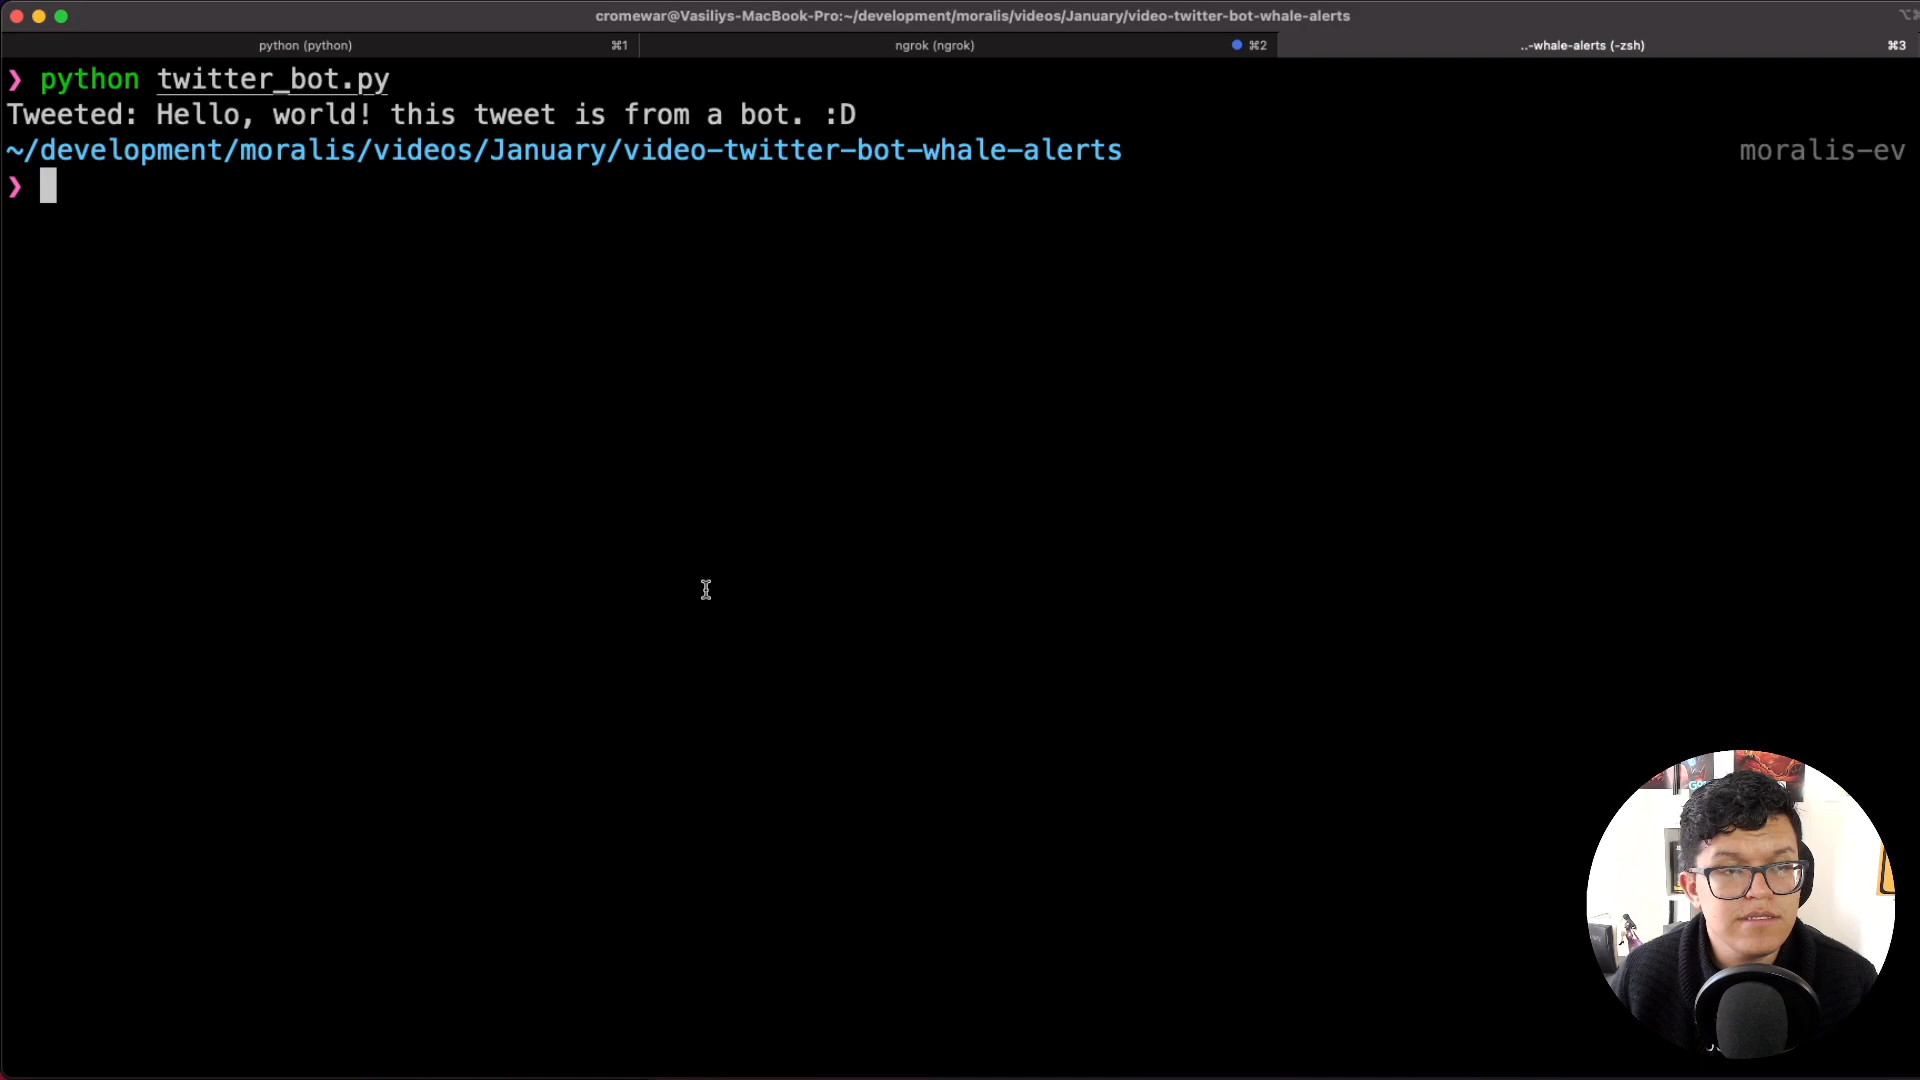 cromewar@Vasiliys-MacBook-Pro:~/development/moralis/videos/January/video-twitter-bot-whale-alerts
python (python) ⌘1 ngrok (ngrok) ⌘2 ..-whale-alerts (-zsh) ⌘3
❯ python twitter_bot.py
Tweeted: Hello, world! this tweet is from a bot. :D
~/development/moralis/videos/January/video-twitter-bot-whale-alerts moralis-ev
❯